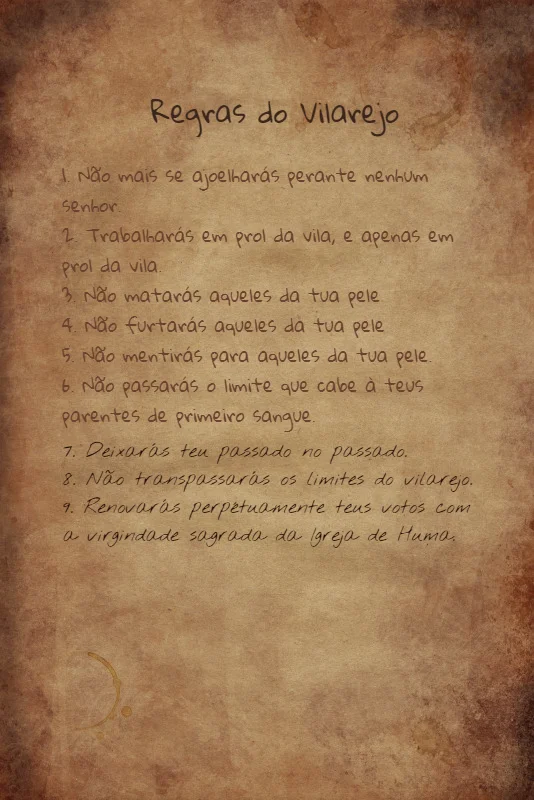 Regras do Vilarejo
1. Não mais se ajoelharás perante nenhum
senhor.
2. Trabalharás em prol da vila, e apenas em
prol da vila.
3. Não matarás aqueles da tua pele
4. Não furtarás aqueles da tua pele
5. Não mentirás para aqueles da tua pele.
6. Não passarás o limite que cabe à teus
parentes de primeiro sangue.
7. Deixarás teu passado no passado.
8. Não transpassarás os limites do vilarejo.
9. Renovarás perpétuamente teus votos com
a virgindade sagrada da Igreja de Huma.